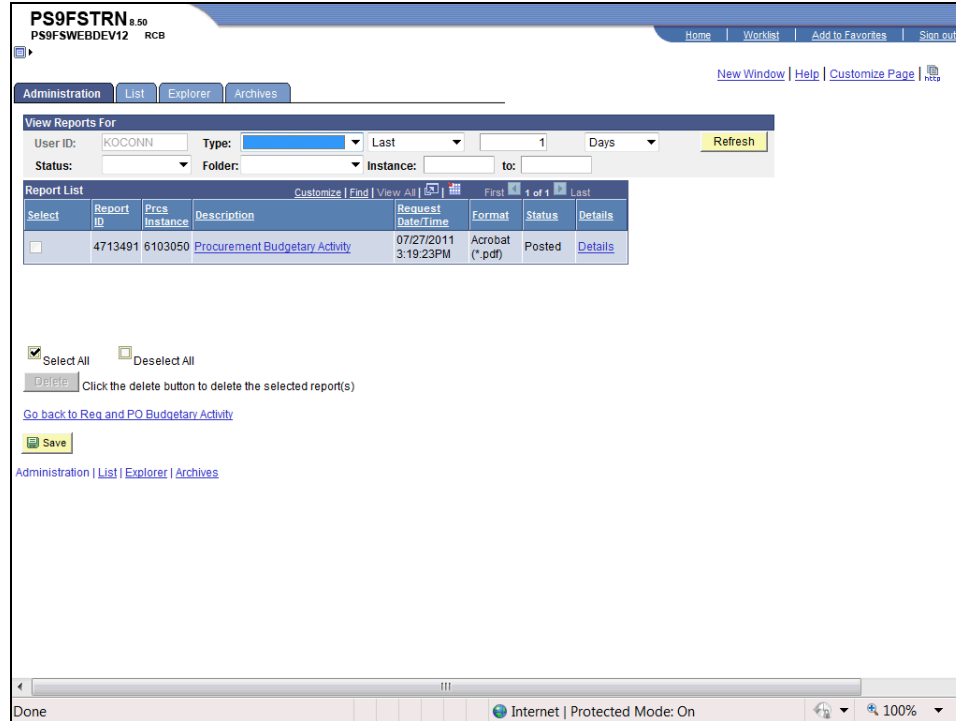 PS9FSTRN 8.50
PS9FSWEBDEV12 RCB
Home | Worklist | Add to Favorites | Sign out
New Window | Help | Customize Page | http
Administration List Explorer Archives
View Reports For
User ID: KOCONN Type: Last 1 Days Refresh
Status: Folder: Instance: to:
Report List Customize | Find | View All | First 1 of 1 Last
Select Report ID Prcs Instance Description Request Date/Time Format Status Details
4713491 6103050 Procurement Budgetary Activity 07/27/2011 3:19:23PM Acrobat (*.pdf) Posted Details
Select All Deselect All
Delete Click the delete button to delete the selected report(s)
Go back to Req and PO Budgetary Activity
Save
Administration | List | Explorer | Archives
Done Internet | Protected Mode: On 100%